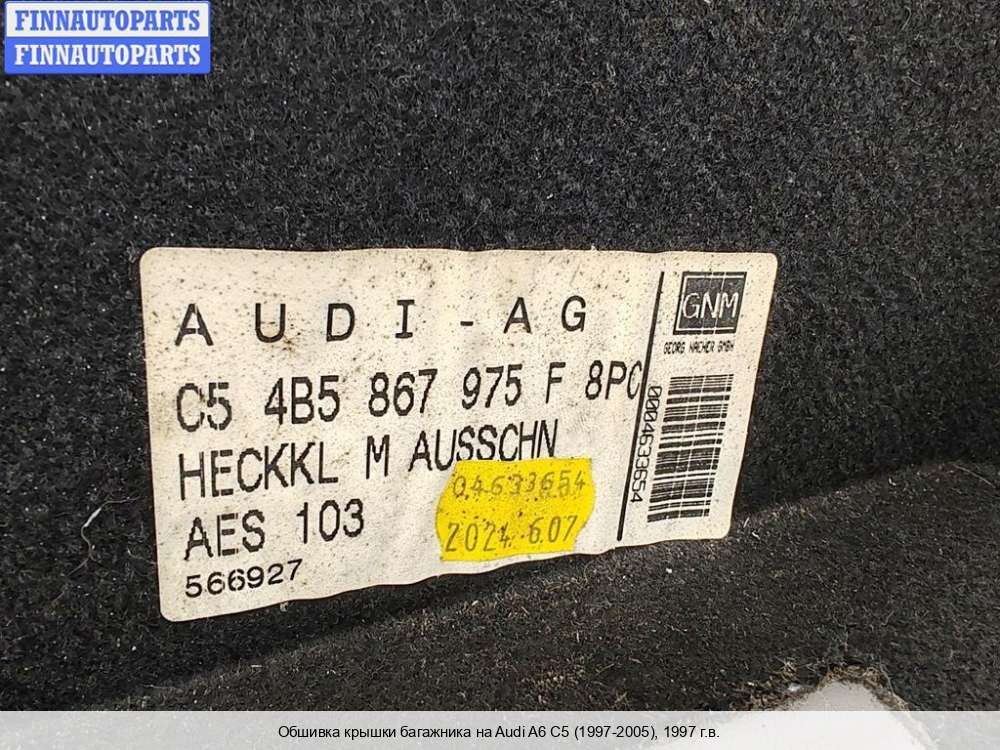 FINNAUTOPARTS
FINNAUTOPARTS
AUDI - AG
C5 4B5 867 975 F 8PC
HECKKL M AUSSCHN
AES 103
566927
04633654
2024.6.07
GNM
GEORG NACHER GMBH
0004633654
Обшивка крышки багажника на Audi A6 C5 (1997-2005), 1997 г.в.